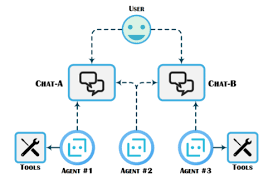 USER
CHAT-A
CHAT-B
TOOLS
AGENT #1
AGENT #2
AGENT #3
TOOLS